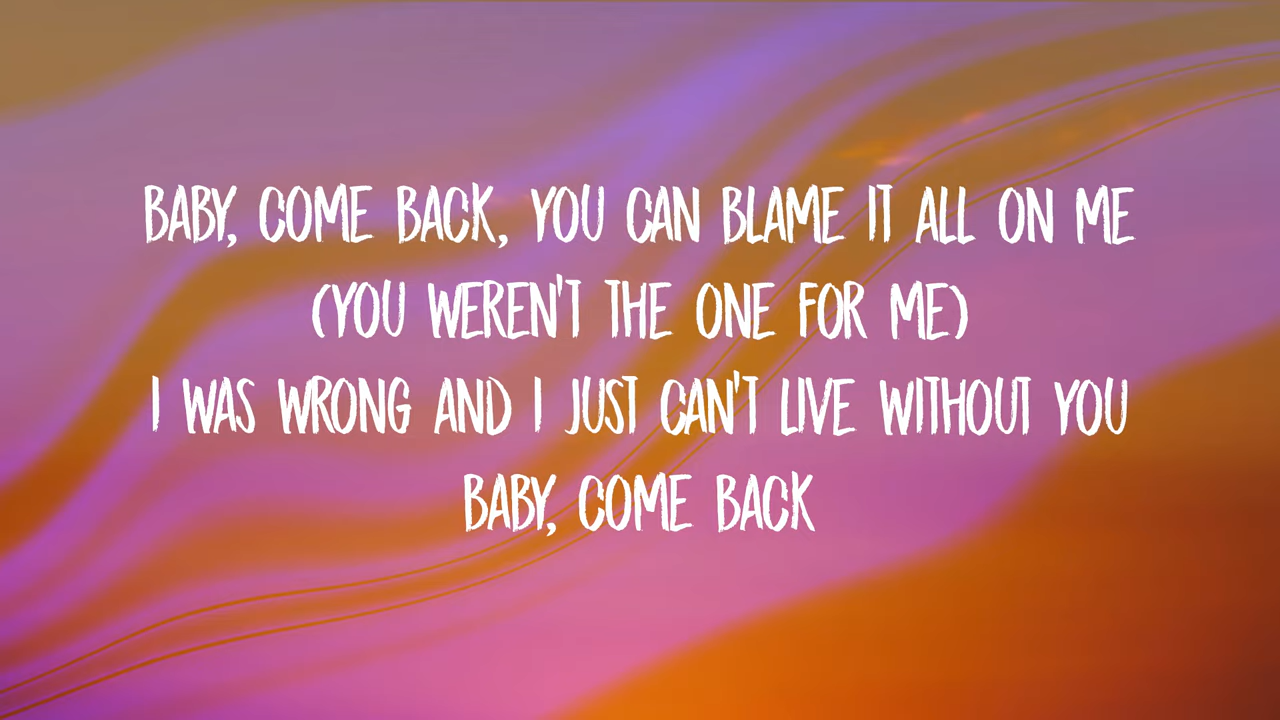 BABY, COME BACK, YOU CAN BLAME IT ALL ON ME
(YOU WEREN'T THE ONE FOR ME)
I WAS WRONG AND I JUST CAN'T LIVE WITHOUT YOU
BABY, COME BACK